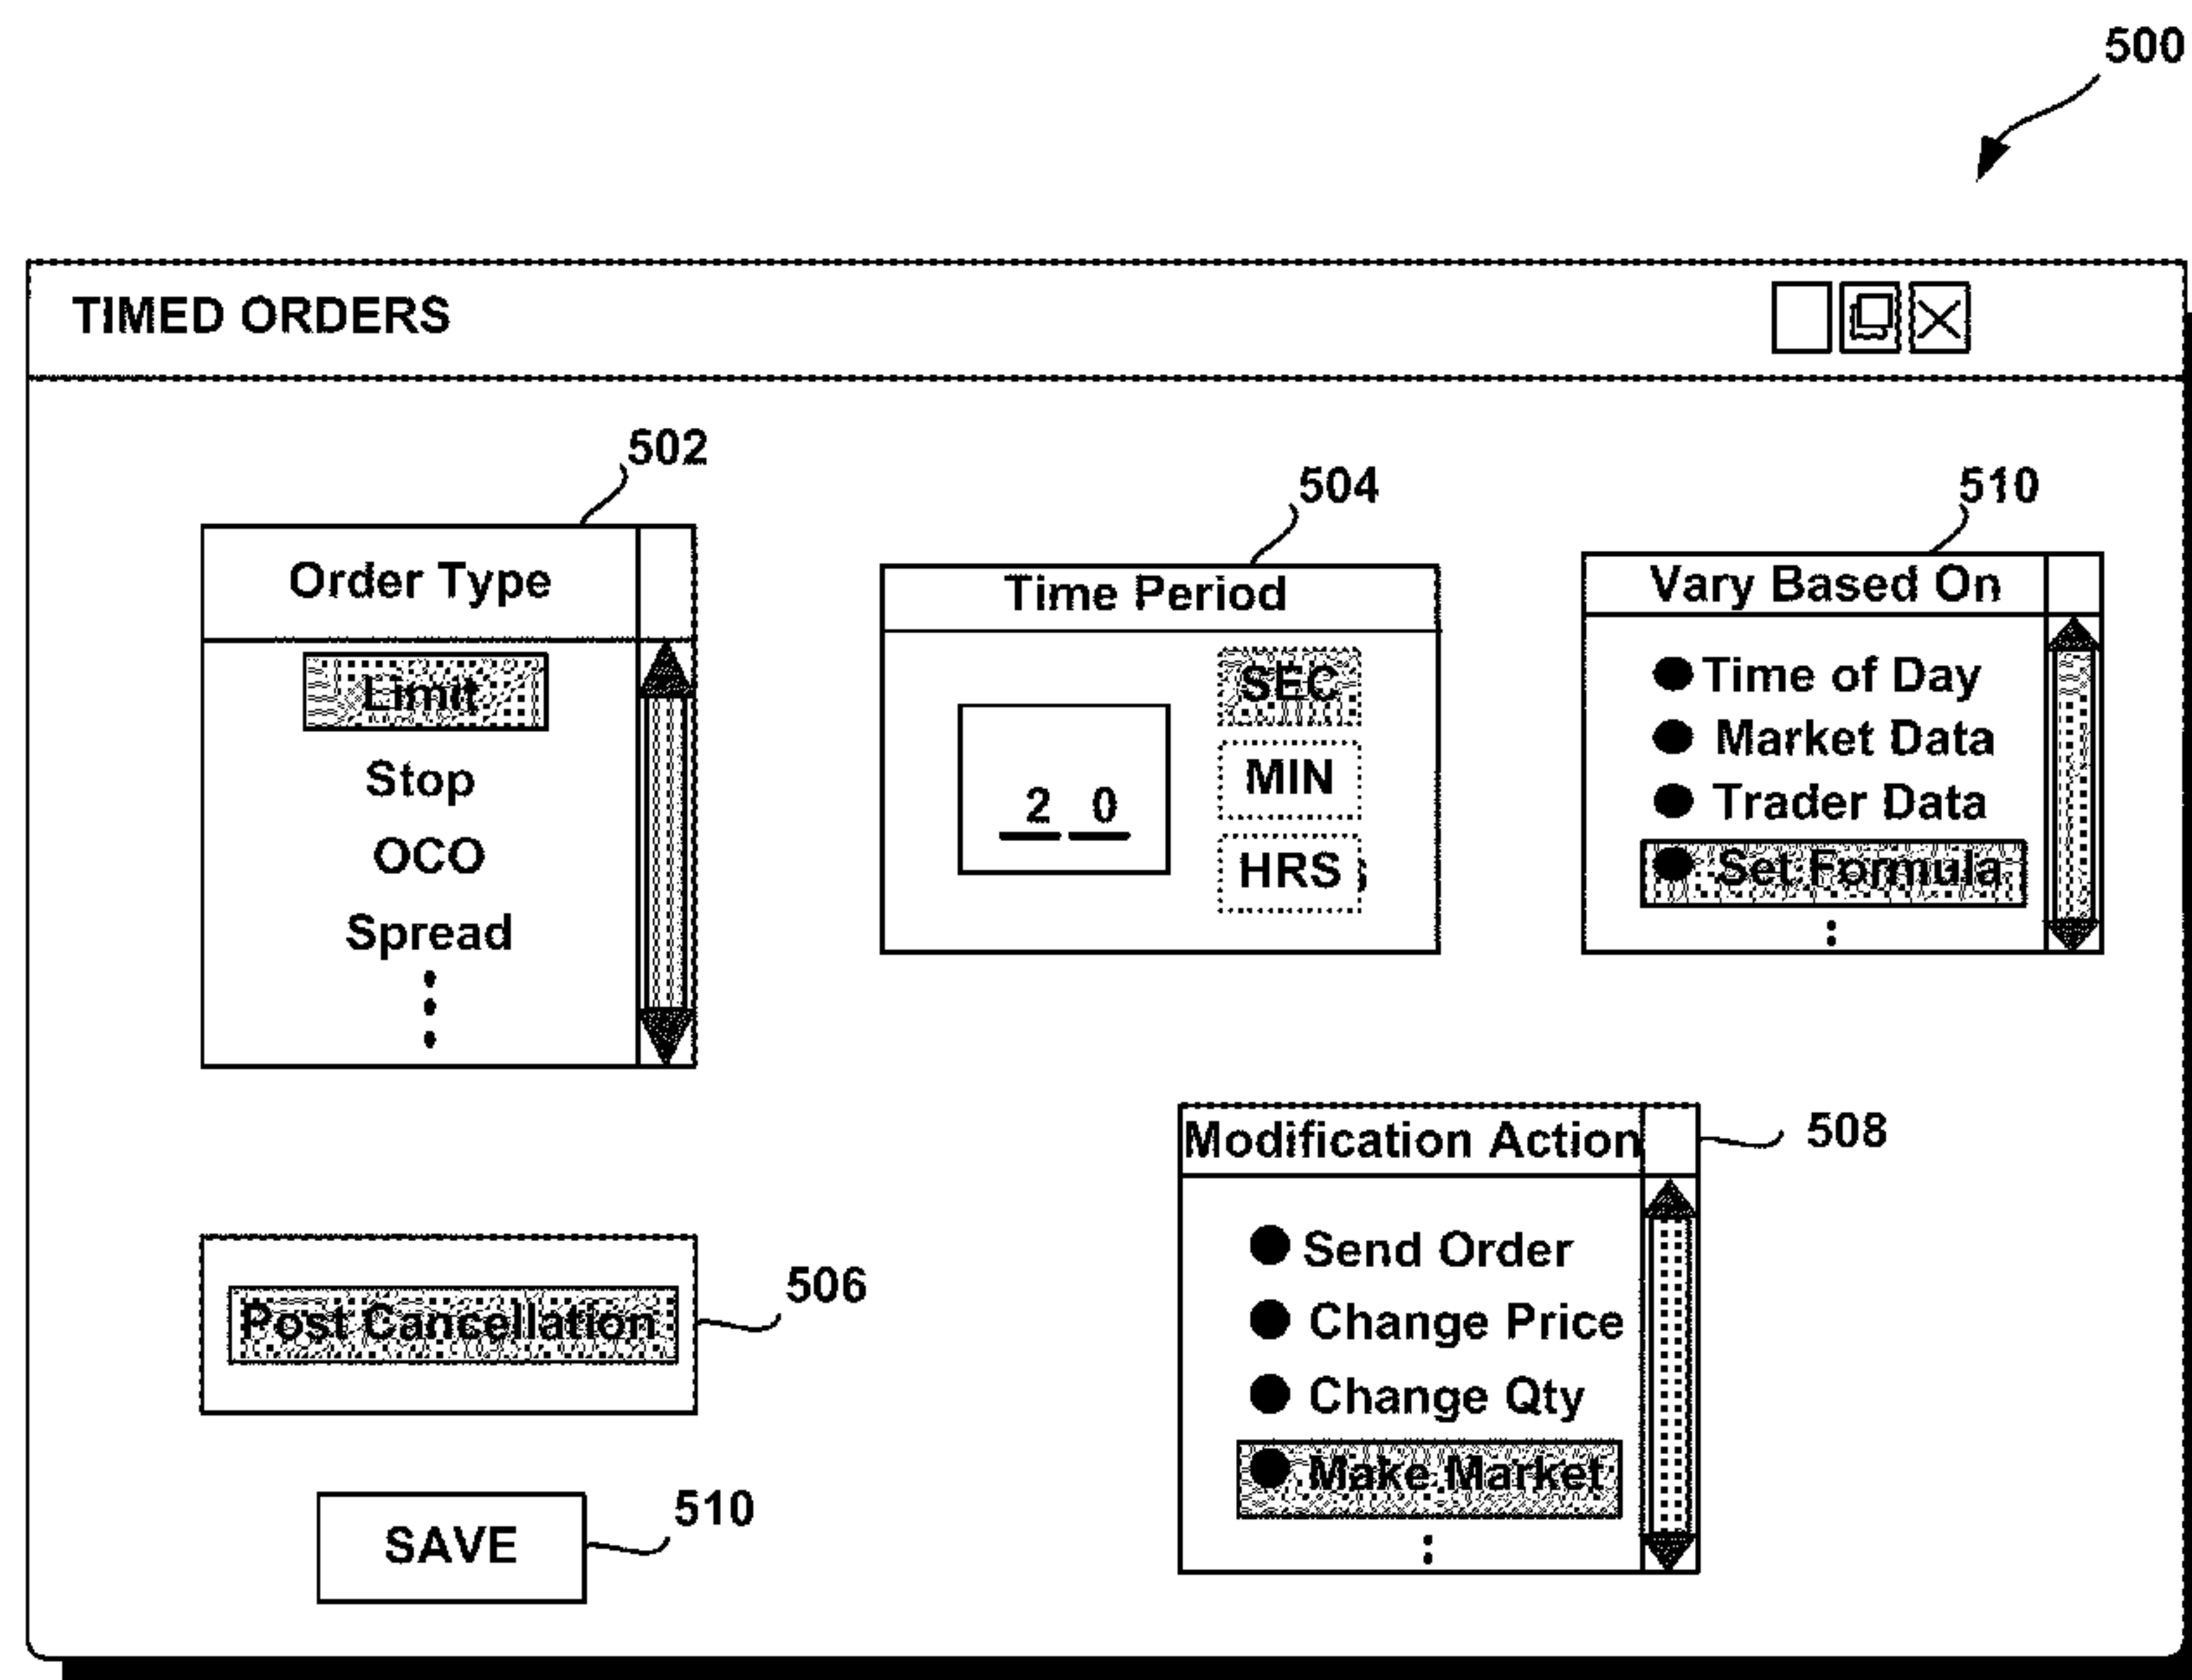 500
TIMED ORDERS
502
504
510
Order Type
Limit
Stop
OCO
Spread
Time Period
2 0
SEC
MIN
HRS
Vary Based On
Time of Day
Market Data
Trader Data
Set Formula
Modification Action
508
Send Order
Change Price
Change Qty
Make Market
Post Cancellation
506
SAVE
510